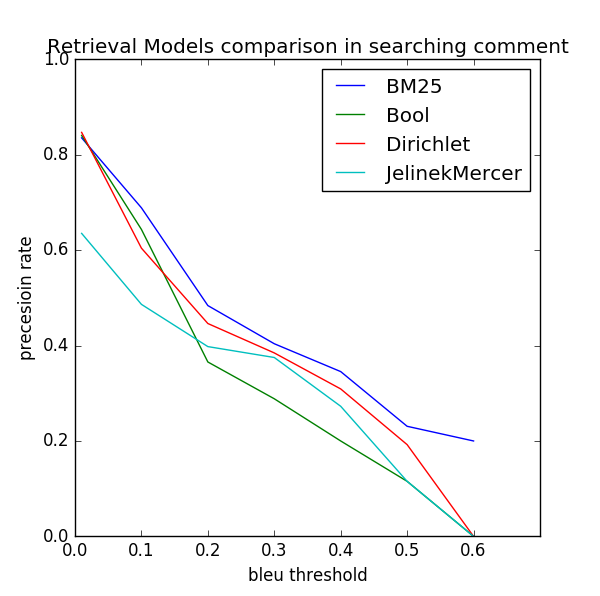 Retrieval Models comparison in searching comment
1.0
0.8
0.6
0.4
0.2
0.0
precesioin rate
BM25
Bool
Dirichlet
JelinekMercer
0.0 0.1 0.2 0.3 0.4 0.5 0.6
bleu threshold